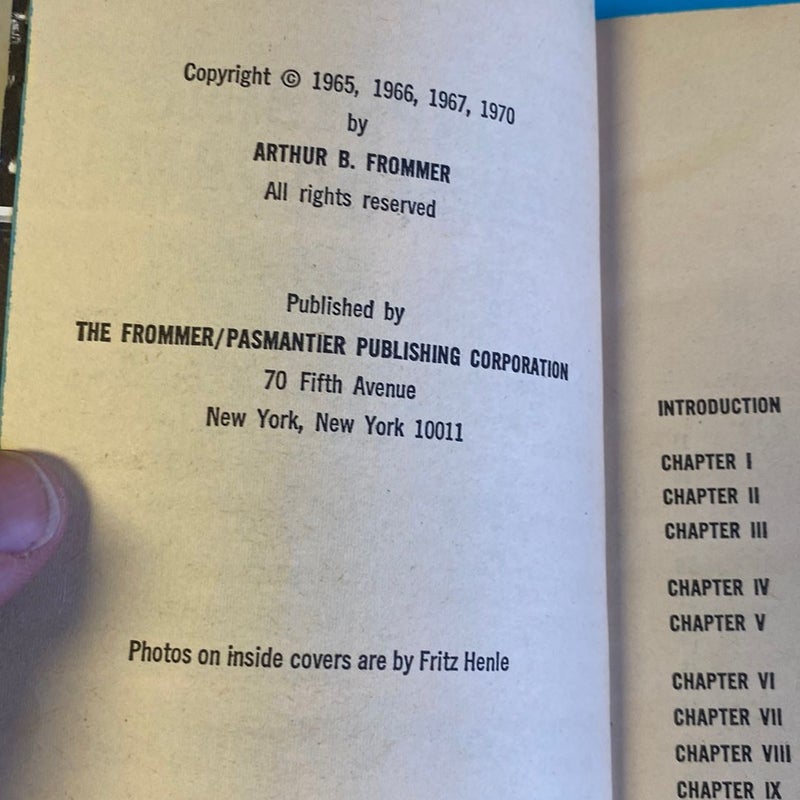 Copyright © 1965, 1966, 1967, 1970
by
ARTHUR B. FROMMER
All rights reserved
Published by
THE FROMMER/PASMANTIER PUBLISHING CORPORATION
70 Fifth Avenue
New York, New York 10011
Photos on inside covers are by Fritz Henle
INTRODUCTION
CHAPTER I
CHAPTER II
CHAPTER III
CHAPTER IV
CHAPTER V
CHAPTER VI
CHAPTER VII
CHAPTER VIII
CHAPTER IX